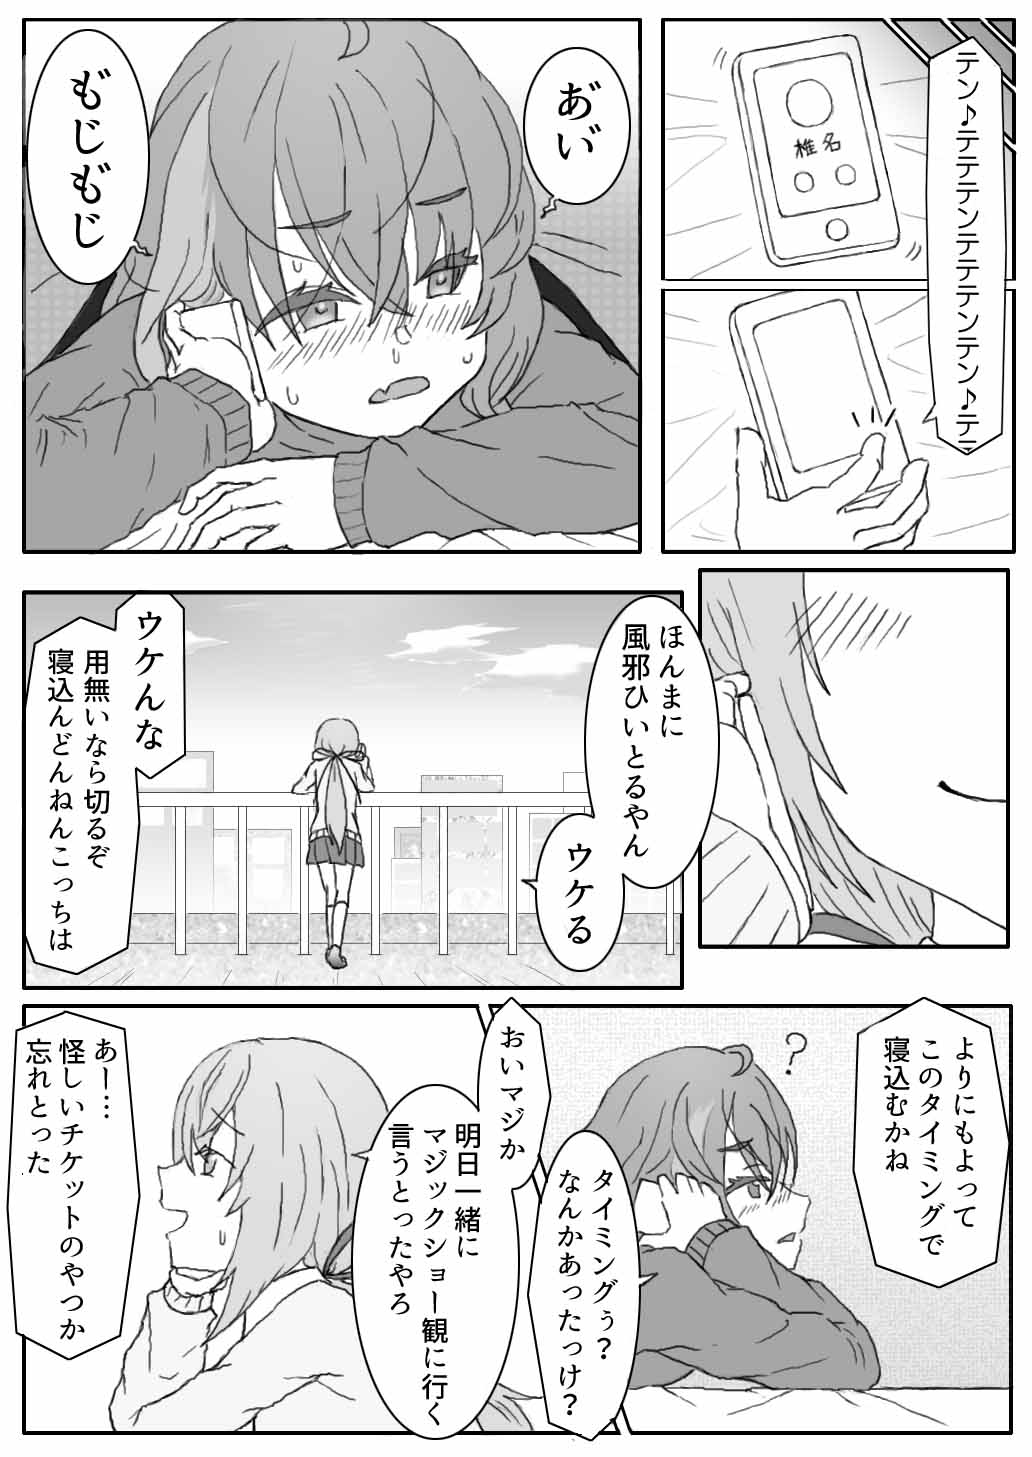 テン♪テテテンテテテンテン♪テテ
椎名
あ゙い゙
も゙じも゙じ
ほんまに
風邪ひいとるやん
ウケる
ウケんな
用無いなら切るぞ
寝込んどんねんこっちは
よりにもよって
このタイミングで
寝込むかね
?
タイミングぅ?
なんかあったっけ?
おいマジか
明日一緒に
マジックショー観に行く
言うとったやろ
あー…
怪しいチケットのやつか
忘れとった